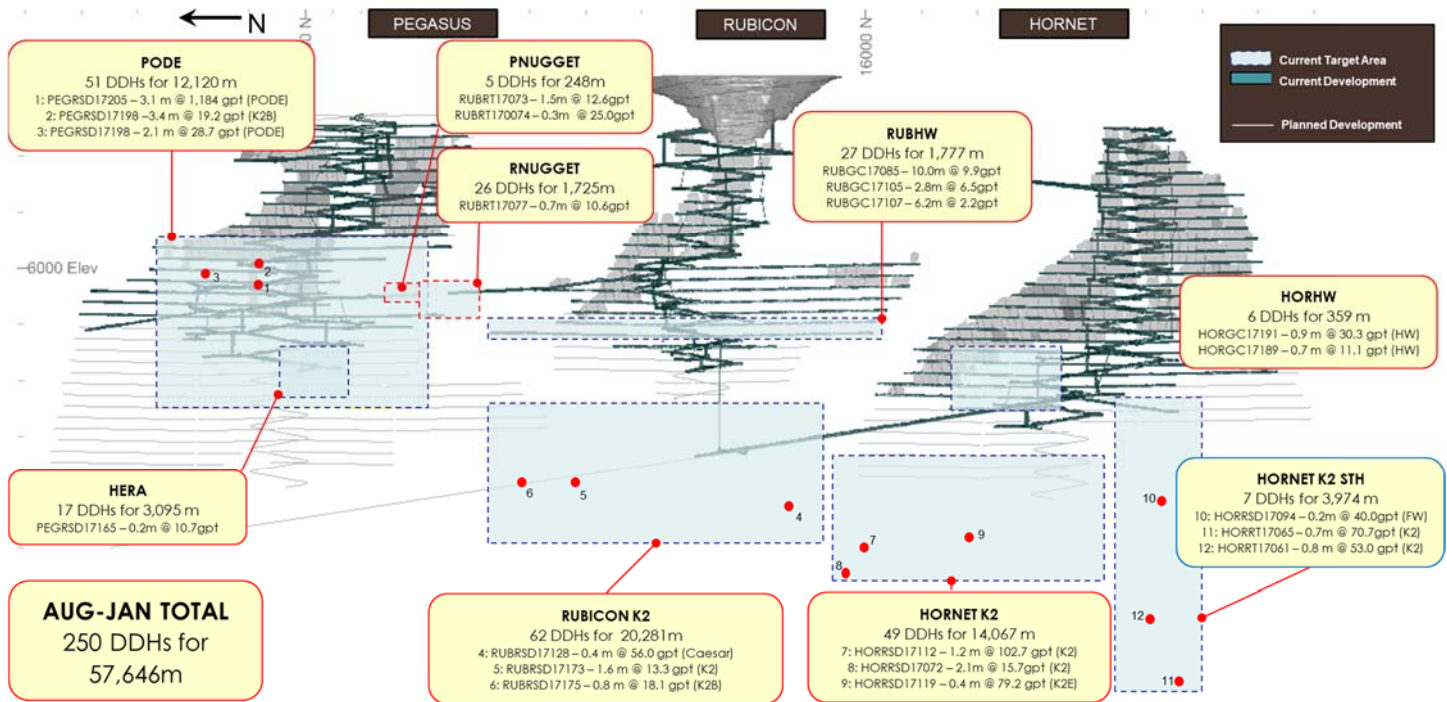 N
PEGASUS
RUBICON
HORNET
16000 N
PODE
51 DDHs for 12,120 m
1: PEGRSD17205 – 3.1 m @ 1,184 gpt (PODE)
2: PEGRSD17198 –3.4 m @ 19.2 gpt (K2B)
3: PEGRSD17198 – 2.1 m @ 28.7 gpt (PODE)
PNUGGET
5 DDHs for 248m
RUBRT17073 – 1.5m @ 12.6gpt
RUBRT170074 – 0.3m @ 25.0gpt
RNUGGET
26 DDHs for 1,725m
RUBRT17077 – 0.7m @ 10.6gpt
RUBHW
27 DDHs for 1,777 m
RUBGC17085 – 10.0m @ 9.9gpt
RUBGC17105 – 2.8m @ 6.5gpt
RUBGC17107 – 6.2m @ 2.2gpt
Current Target Area
Current Development
Planned Development
6000 Elev
3
2
1
HORHW
6 DDHs for 359 m
HORGC17191 – 0.9 m @ 30.3 gpt (HW)
HORGC17189 – 0.7 m @ 11.1 gpt (HW)
HERA
17 DDHs for 3,095 m
PEGRSD17165 – 0.2m @ 10.7gpt
6
5
4
7
8
9
10
12
11
HORNET K2 STH
7 DDHs for 3,974 m
10: HORRSD17094 – 0.2m @ 40.0gpt (FW)
11: HORRT17065 – 0.7m @ 70.7gpt (K2)
12: HORRT17061 – 0.8 m @ 53.0 gpt (K2)
AUG-JAN TOTAL
250 DDHs for
57,646m
RUBICON K2
62 DDHs for 20,281m
4: RUBRSD17128 – 0.4 m @ 56.0 gpt (Caesar)
5: RUBRSD17173 – 1.6 m @ 13.3 gpt (K2)
6: RUBRSD17175 – 0.8 m @ 18.1 gpt (K2B)
HORNET K2
49 DDHs for 14,067 m
7: HORRSD17112 – 1.2 m @ 102.7 gpt (K2)
8: HORRSD17072 – 2.1m @ 15.7gpt (K2)
9: HORRSD17119 – 0.4 m @ 79.2 gpt (K2E)